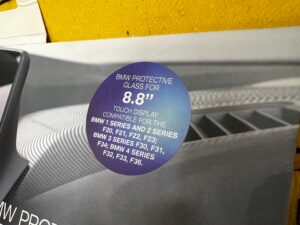 BMW PROTECTIVE
GLASS FOR
8.8”
TOUCH DISPLAY
COMPATIBLE FOR THE
BMW 1 SERIES AND 2 SERIES
F20, F21, F22, F23;
BMW 3 SERIES F30, F31,
F34; BMW 4 SERIES
F32, F33, F36,
MW PROT